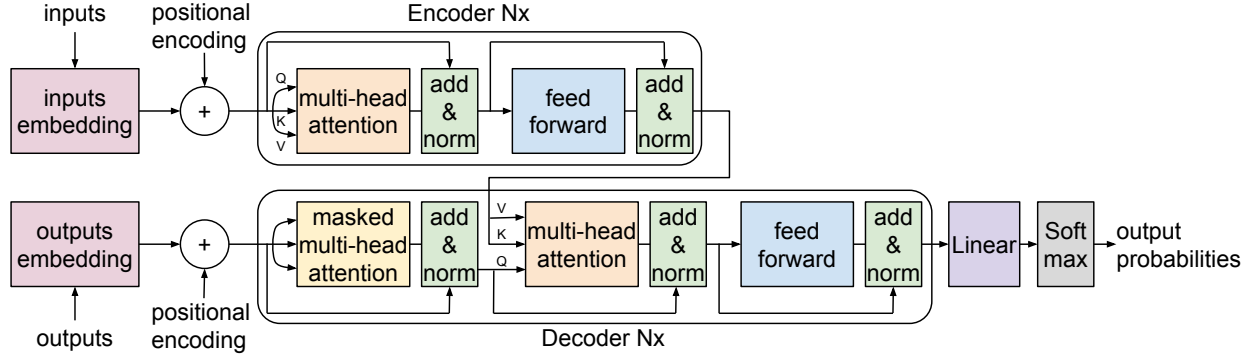 inputs
positional
encoding
Encoder Nx
inputs
embedding
+
Q
K
V
multi-head
attention
add
&
norm
feed
forward
add
&
norm
outputs
embedding
+
masked
multi-head
attention
add
&
norm
V
K
Q
multi-head
attention
add
&
norm
feed
forward
add
&
norm
Linear
Soft
max
output
probabilities
outputs
positional
encoding
Decoder Nx